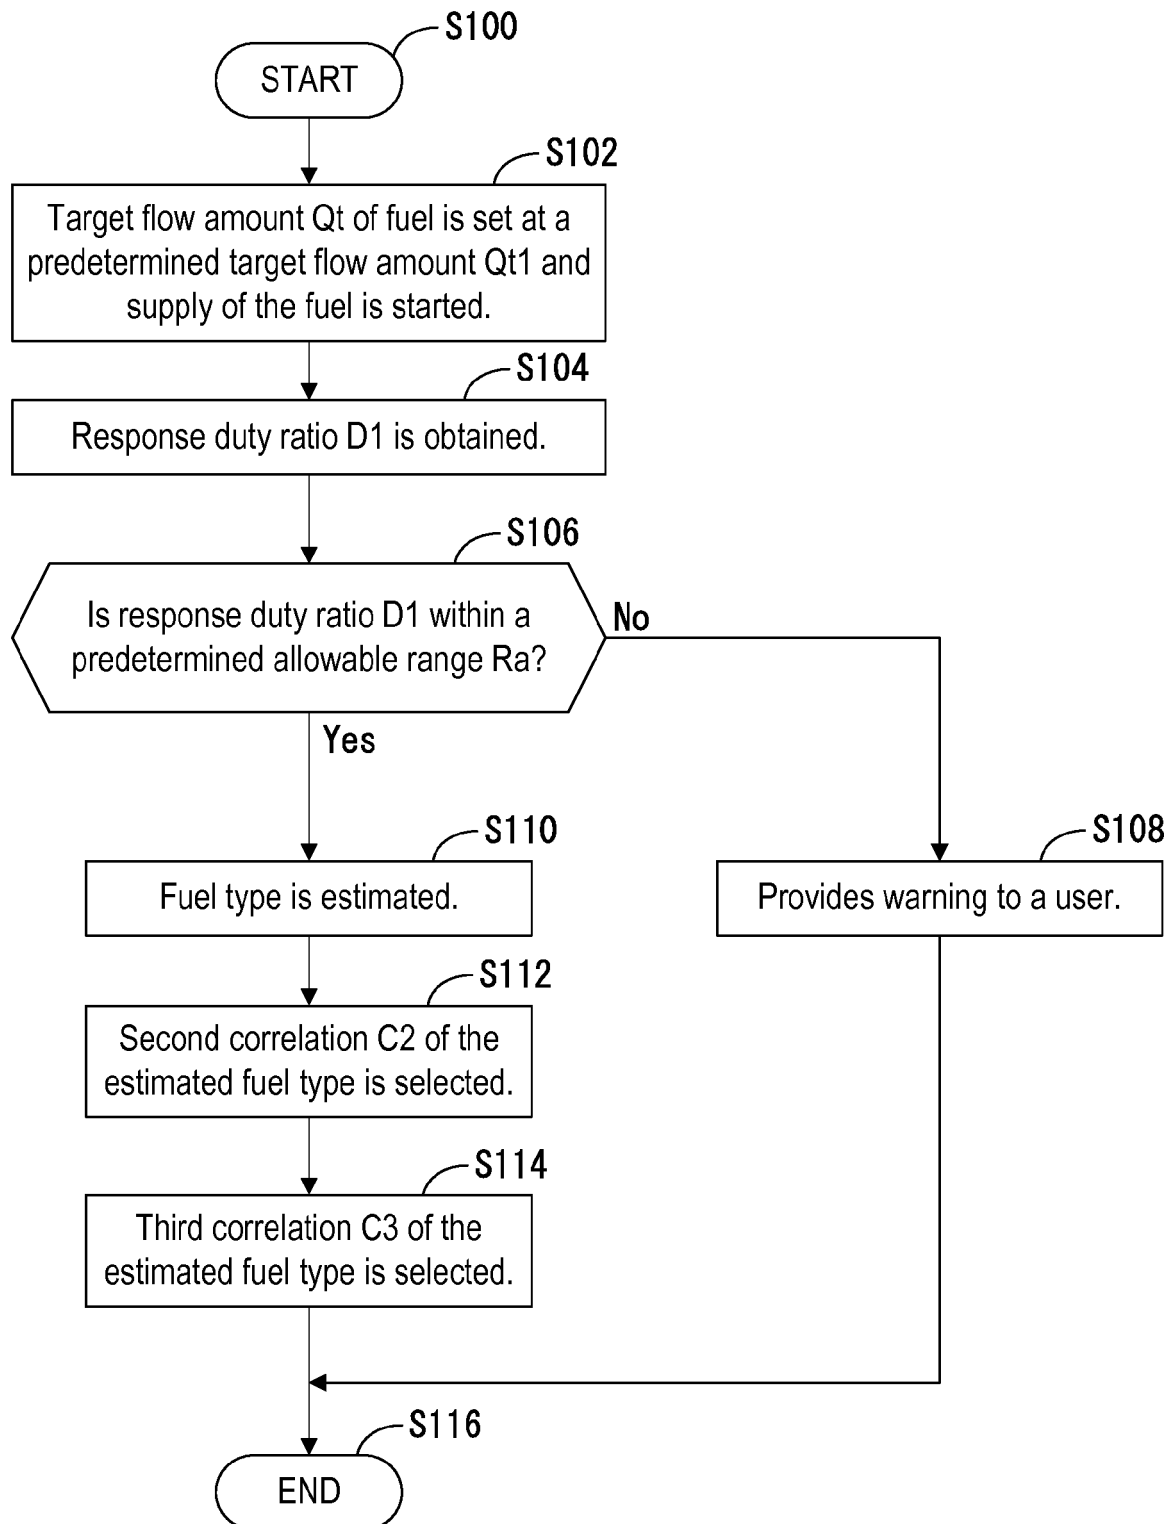 S100
START
S102
Target flow amount Qt of fuel is set at a
predetermined target flow amount Qt1 and
supply of the fuel is started.
S104
Response duty ratio D1 is obtained.
S106
Is response duty ratio D1 within a
predetermined allowable range Ra?
No
Yes
S110
Fuel type is estimated.
S108
Provides warning to a user.
S112
Second correlation C2 of the
estimated fuel type is selected.
S114
Third correlation C3 of the
estimated fuel type is selected.
S116
END